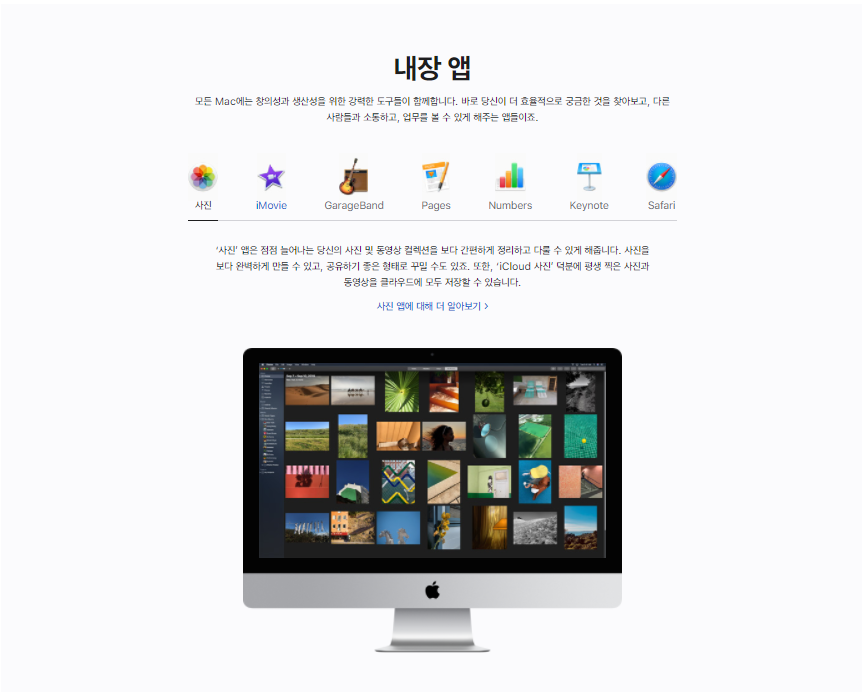 내장 앱
모든 Mac에는 창의성과 생산성을 위한 강력한 도구들이 함께합니다. 바로 당신이 더 효율적으로 궁금한 것을 찾아보고, 다른
사람들과 소통하고, 업무를 볼 수 있게 해주는 앱들이죠.
사진 iMovie GarageBand Pages Numbers Keynote Safari
‘사진’ 앱은 점점 늘어나는 당신의 사진 및 동영상 컬렉션을 보다 간편하게 정리하고 다룰 수 있게 해줍니다. 사진을
보다 완벽하게 만들 수 있고, 공유하기 좋은 형태로 꾸밀 수도 있죠. 또한, ‘iCloud 사진’ 덕분에 평생 찍은 사진과
동영상을 클라우드에 모두 저장할 수 있습니다.
사진 앱에 대해 더 알아보기 >